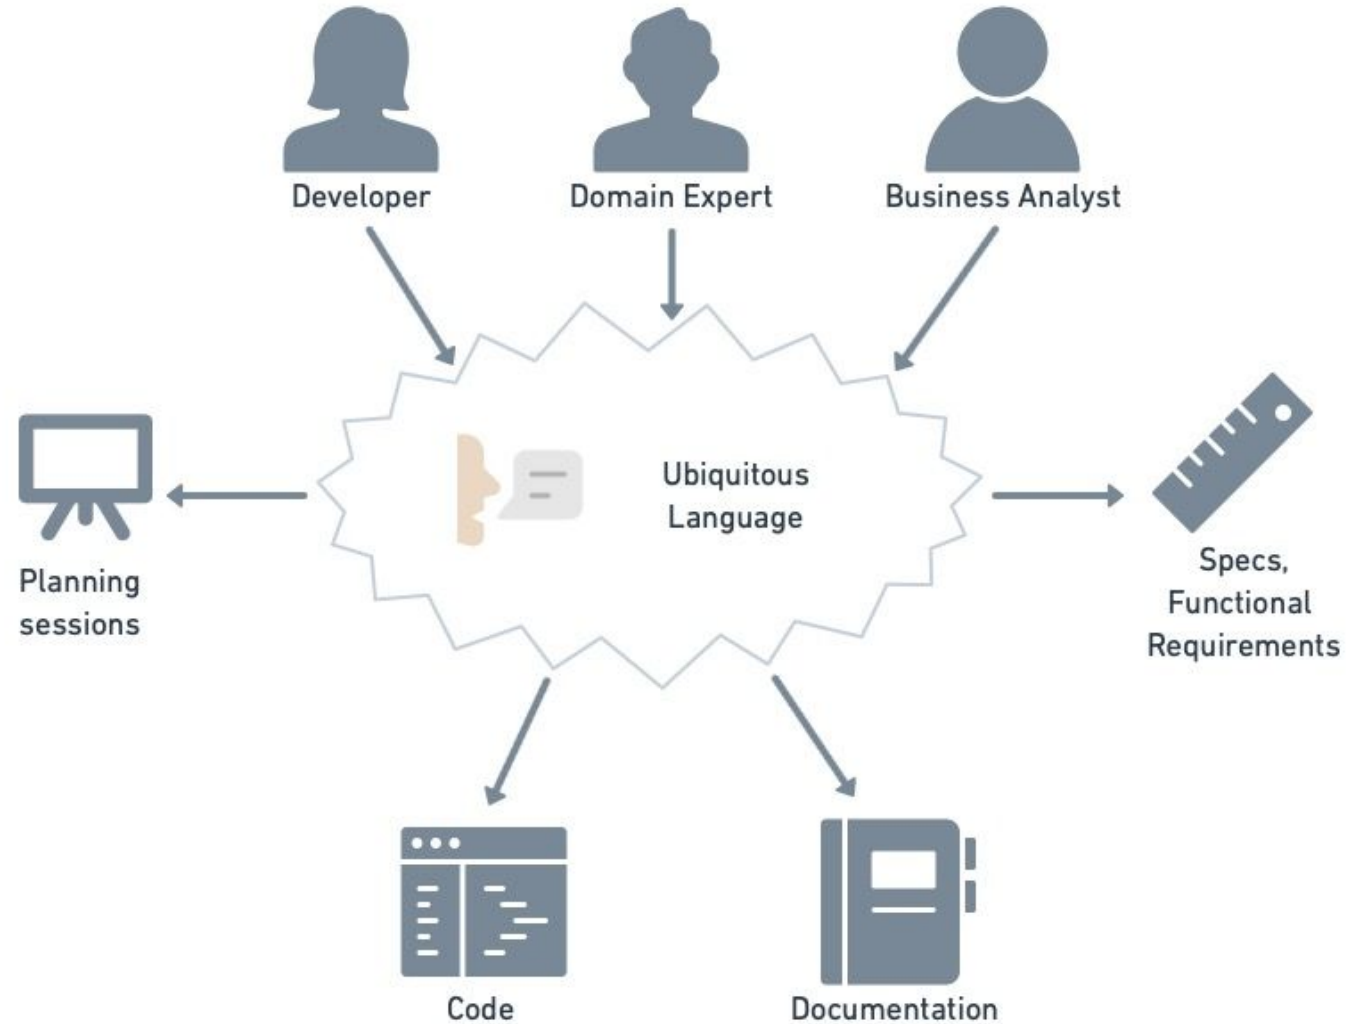 Developer
Domain Expert
Business Analyst
Ubiquitous
Language
Planning
sessions
Specs,
Functional
Requirements
Code
Documentation